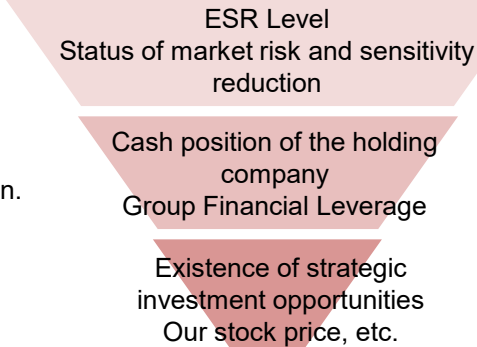 ESR Level
Status of market risk and sensitivity
reduction
Cash position of the holding
company
n.
Group Financial Leverage
Existence of strategic
investment opportunities
Our stock price, etc.